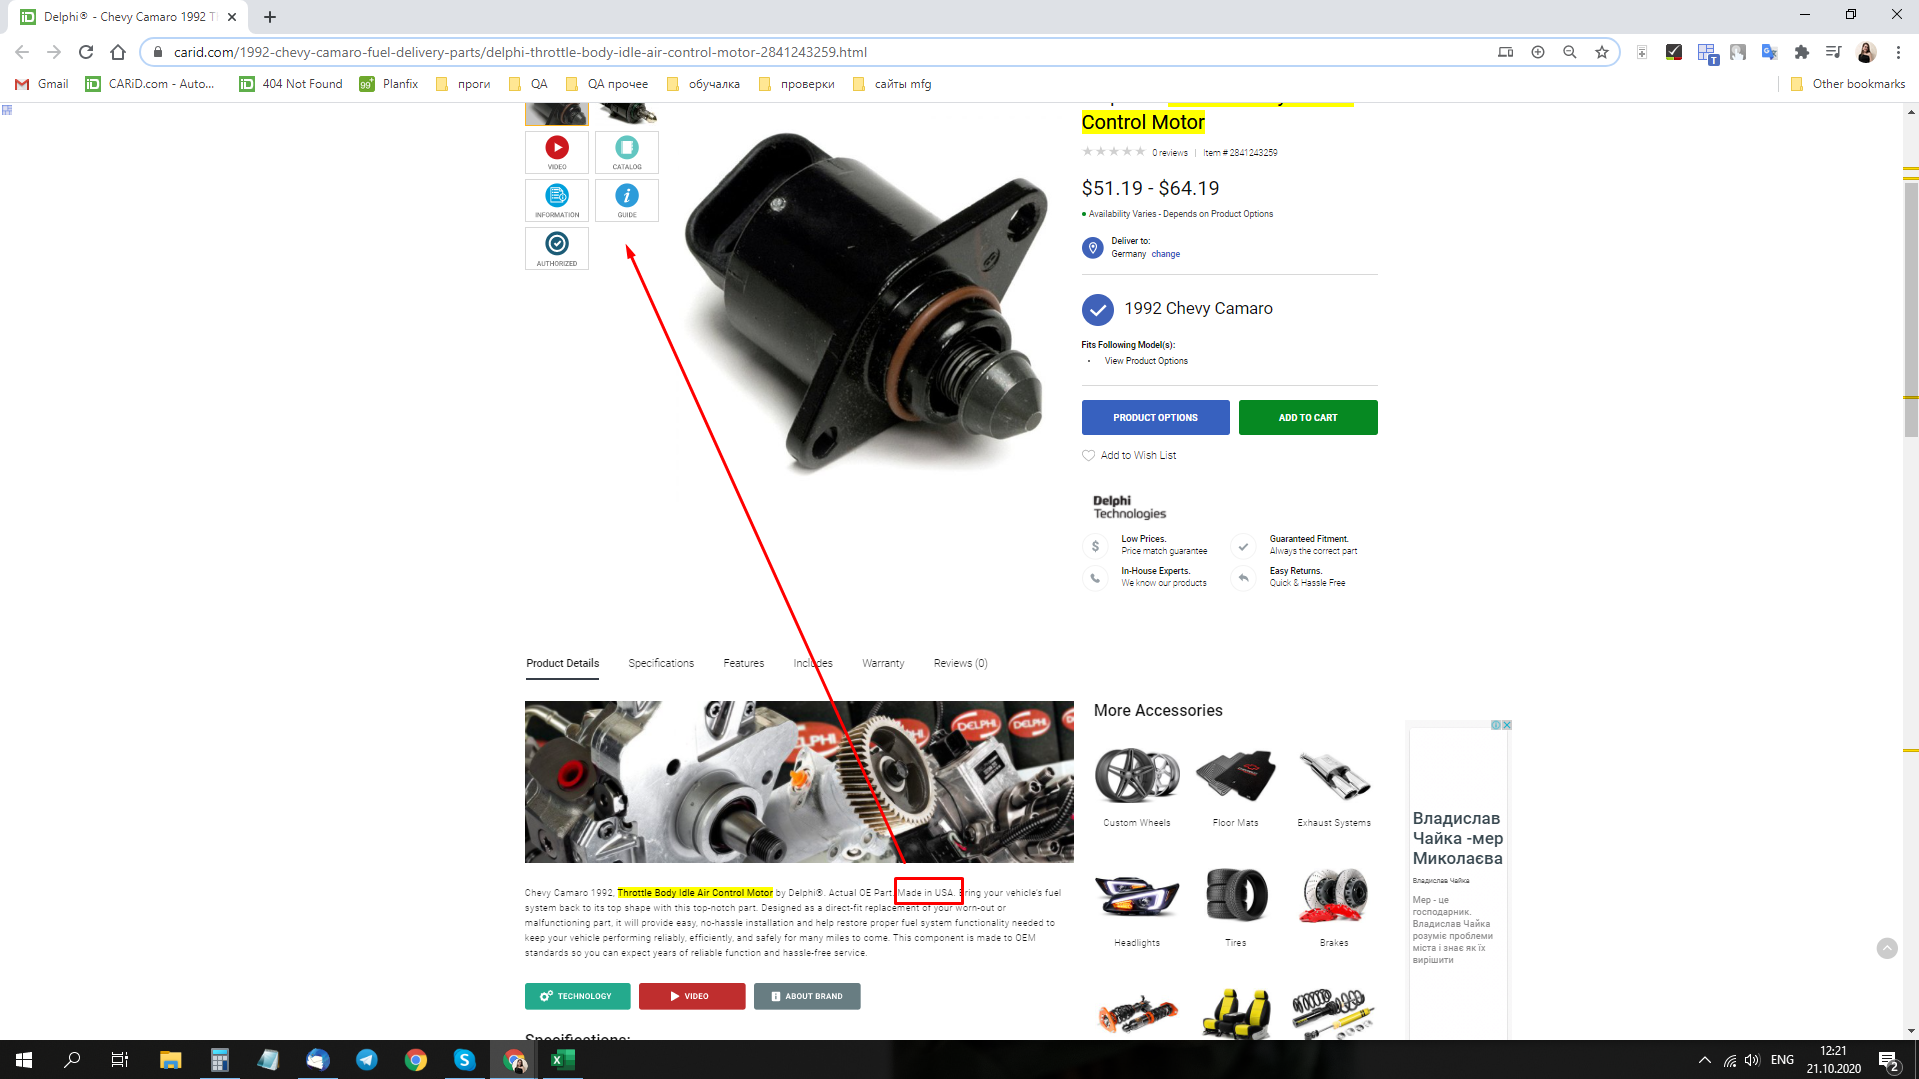 Delphi® - Chevy Camaro 1992 T
carid.com/1992-chevy-camaro-fuel-delivery-parts/delphi-throttle-body-idle-air-control-motor-2841243259.html
Gmail
CARiD.com - Auto...
404 Not Found
Planfix
проги
QA
QA прочее
обучалка
проверки
сайты mfg
Other bookmarks
Control Motor
0 reviews | Item # 2841243259
$51.19 - $64.19
Availability Varies - Depends on Product Options
Deliver to:
Germany change
VIDEO
CATALOG
INFORMATION
GUIDE
AUTHORIZED
1992 Chevy Camaro
Fits Following Model(s):
View Product Options
PRODUCT OPTIONS
ADD TO CART
Add to Wish List
Delphi
Technologies
Low Prices.
Price match guarantee
Guaranteed Fitment.
Always the correct part
In-House Experts.
We know our products
Easy Returns.
Quick & Hassle Free
Product Details
Specifications
Features
Includes
Warranty
Reviews (0)
DELPHI
DELPHI
DELPHI
Chevy Camaro 1992, Throttle Body Idle Air Control Motor by Delphi®. Actual OE Part. Made in USA. Bring your vehicle's fuel
system back to its top shape with this top-notch part. Designed as a direct-fit replacement of your worn-out or
malfunctioning part, it will provide easy, no-hassle installation and help restore proper fuel system functionality needed to
keep your vehicle performing reliably, efficiently, and safely for many miles to come. This component is made to OEM
standards so you can expect years of reliable function and hassle-free service.
TECHNOLOGY
VIDEO
ABOUT BRAND
Specifications:
More Accessories
Custom Wheels
Floor Mats
Exhaust Systems
Headlights
Tires
Brakes
Владислав
Чайка -мер
Миколаєва
Владислав Чайка
Мер - це
господарник.
Владислав Чайка
розуміє проблеми
міста і знає як їх
вирішити
ENG
12:21
21.10.2020
2